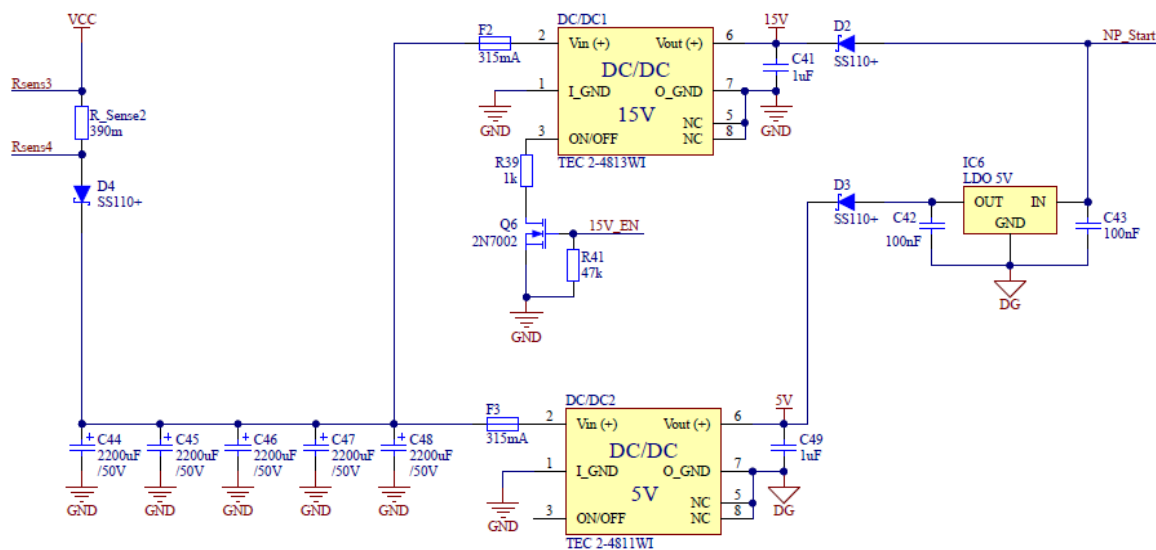 VCC
Rsens3
R_Sense2
390m
Rsens4
D4
SS110+
C44
2200uF
/50V
GND
C45
2200uF
/50V
GND
C46
2200uF
/50V
GND
C47
2200uF
/50V
GND
C48
2200uF
/50V
GND
F2
315mA
DC/DC1
2 Vin (+) Vout (+) 6
DC/DC
1 I_GND O_GND 7
15V
NC 5
3 ON/OFF NC 8
TEC 2-4813WI
GND
R39
1k
Q6
2N7002
15V_EN
R41
47k
GND
15V
C41
1uF
GND
D2
SS110+
NP_Start
IC6
LDO 5V
OUT IN
GND
D3
SS110+
C42
100nF
C43
100nF
DG
F3
315mA
DC/DC2
2 Vin (+) Vout (+) 6
DC/DC
1 I_GND O_GND 7
5V
NC 5
3 ON/OFF NC 8
TEC 2-4811WI
GND
5V
C49
1uF
DG